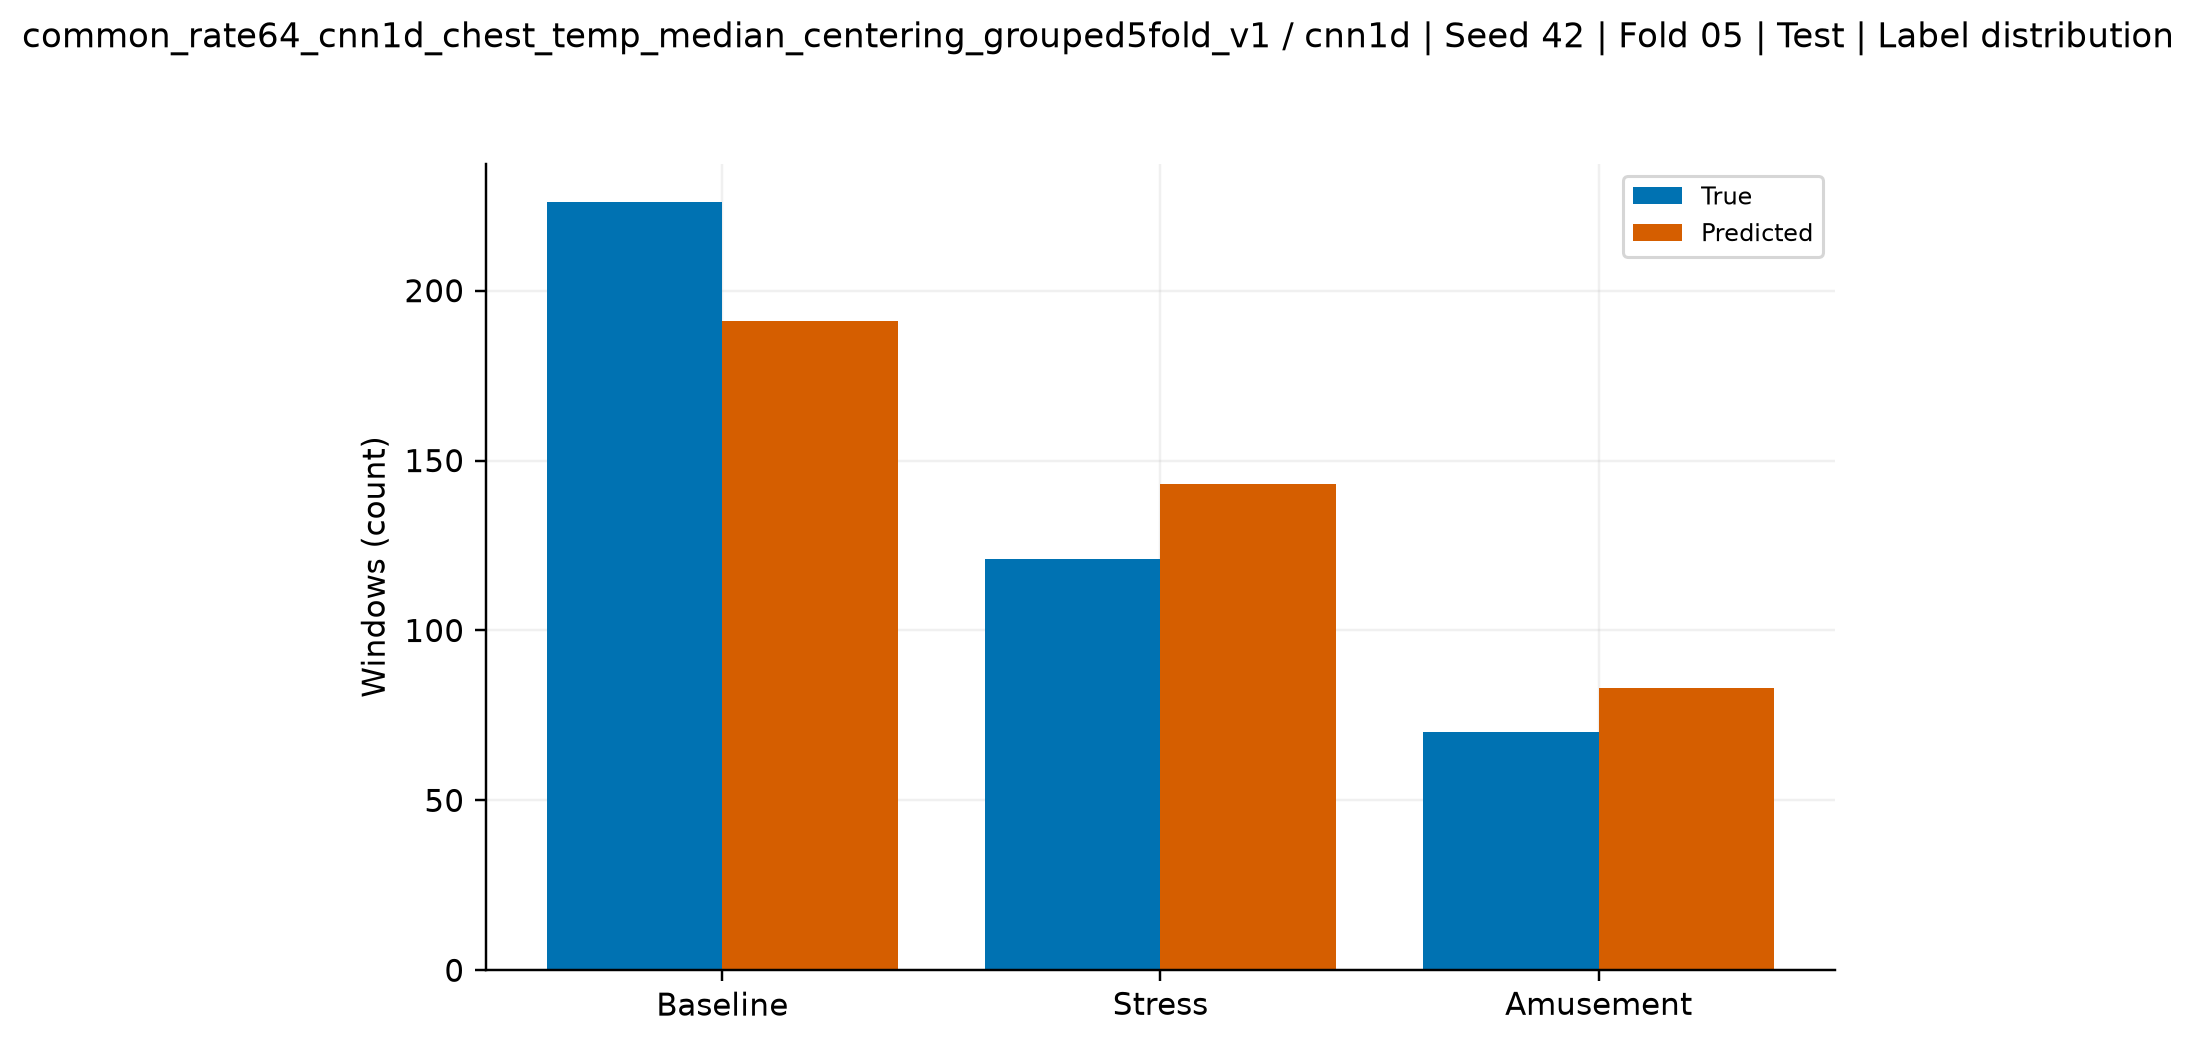 common_rate64_cnn1d_chest_temp_median_centering_grouped5fold_v1 / cnn1d | Seed 42 | Fold 05 | Test | Label distribution
True
Predicted
Windows (count)
200
150
100
50
0
Baseline
Stress
Amusement